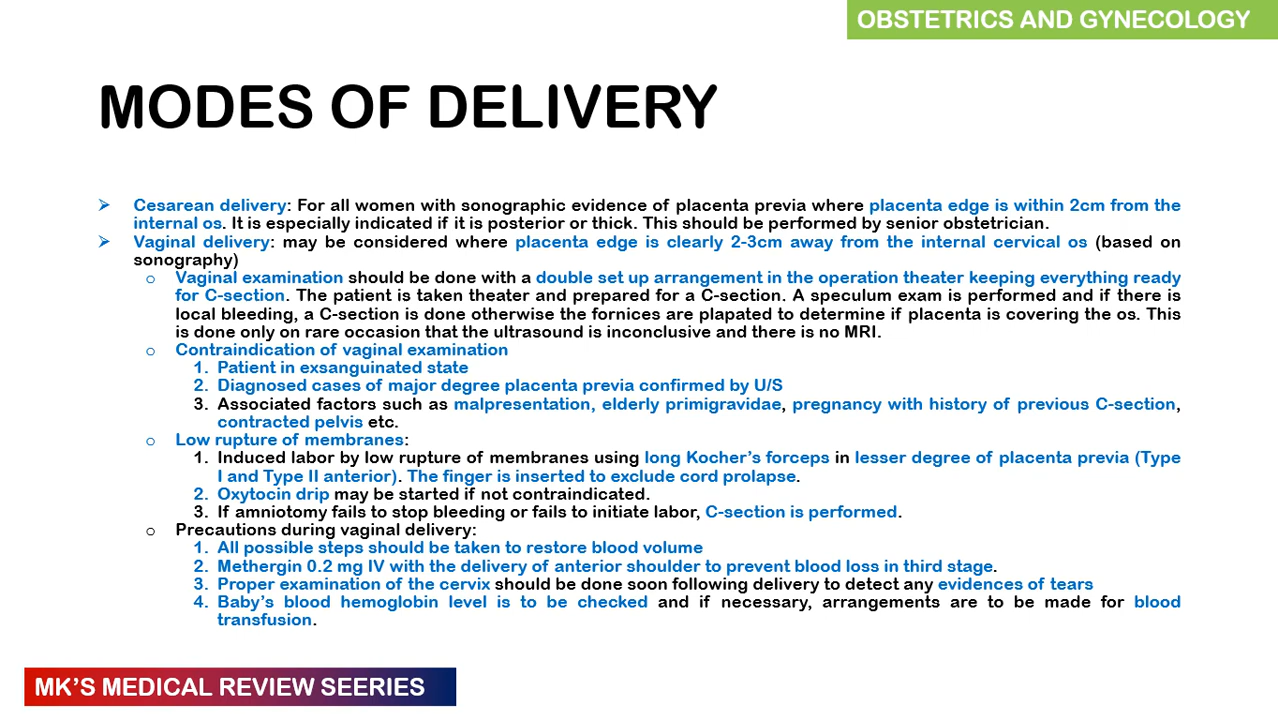 OBSTETRICS AND GYNECOLOGY
MODES OF DELIVERY
➢ Cesarean delivery: For all women with sonographic evidence of placenta previa where placenta edge is within 2cm from the
internal os. It is especially indicated if it is posterior or thick. This should be performed by senior obstetrician.
➢ Vaginal delivery: may be considered where placenta edge is clearly 2-3cm away from the internal cervical os (based on
sonography)
o Vaginal examination should be done with a double set up arrangement in the operation theater keeping everything ready
for C-section. The patient is taken theater and prepared for a C-section. A speculum exam is performed and if there is
local bleeding, a C-section is done otherwise the fornices are plapated to determine if placenta is covering the os. This
is done only on rare occasion that the ultrasound is inconclusive and there is no MRI.
o Contraindication of vaginal examination
1. Patient in exsanguinated state
2. Diagnosed cases of major degree placenta previa confirmed by U/S
3. Associated factors such as malpresentation, elderly primigravidae, pregnancy with history of previous C-section,
contracted pelvis etc.
o Low rupture of membranes:
1. Induced labor by low rupture of membranes using long Kocher's forceps in lesser degree of placenta previa (Type
I and Type II anterior). The finger is inserted to exclude cord prolapse.
2. Oxytocin drip may be started if not contraindicated.
3. If amniotomy fails to stop bleeding or fails to initiate labor, C-section is performed.
o Precautions during vaginal delivery:
1. All possible steps should be taken to restore blood volume
2. Methergin 0.2 mg IV with the delivery of anterior shoulder to prevent blood loss in third stage.
3. Proper examination of the cervix should be done soon following delivery to detect any evidences of tears
4. Baby's blood hemoglobin level is to be checked and if necessary, arrangements are to be made for blood
transfusion.
MK'S MEDICAL REVIEW SEERIES